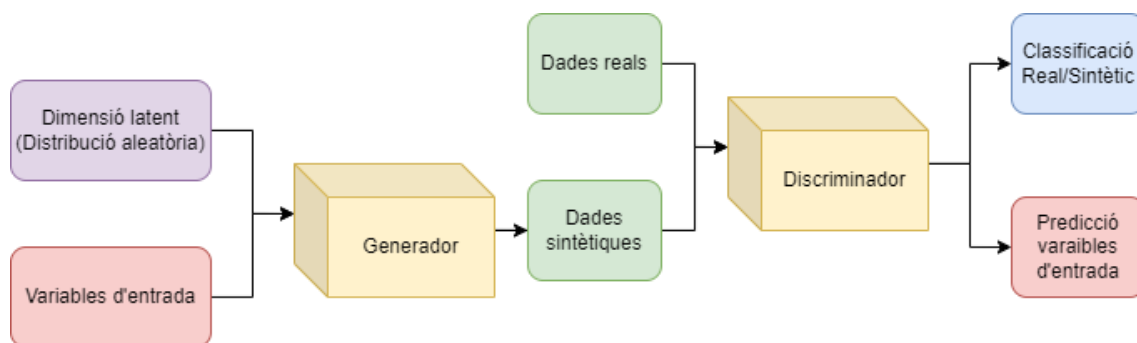 Dimensió latent
(Distribució aleatòria)
Variables d'entrada
Generador
Dades reals
Dades
sintètiques
Discriminador
Classificació
Real/Sintètic
Predicció
varaibles
d'entrada